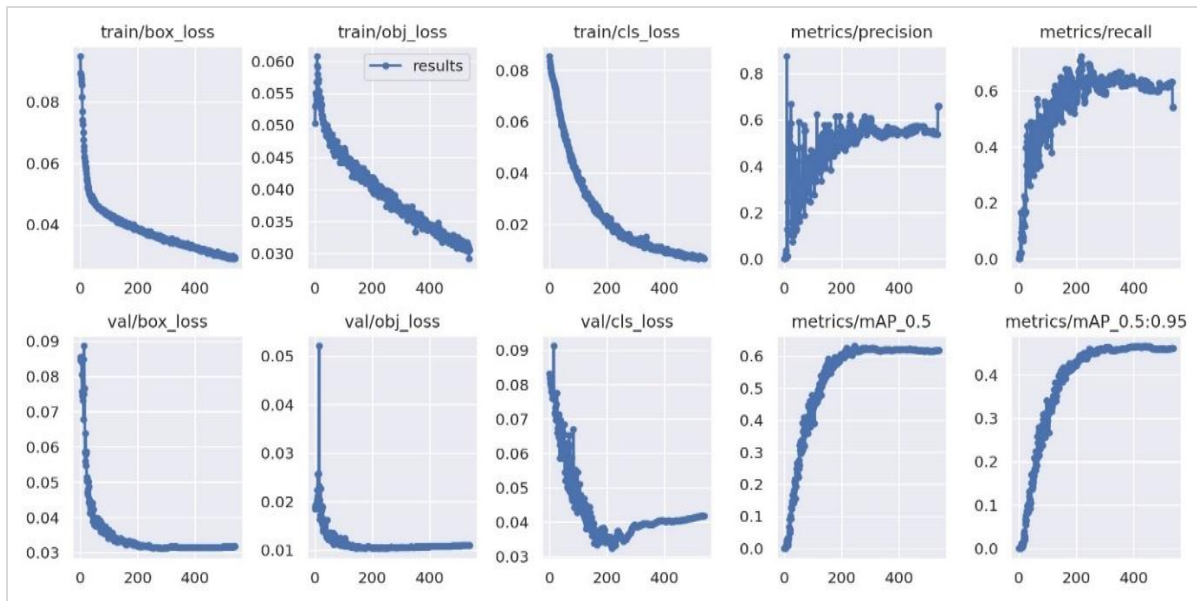 train/box_loss
train/obj_loss
train/cls_loss
metrics/precision
metrics/recall
results
0.08
0.06
0.04
0 200 400
0.060
0.055
0.050
0.045
0.040
0.035
0.030
0 200 400
0.08
0.06
0.04
0.02
0 200 400
0.8
0.6
0.4
0.2
0.0
0 200 400
0.7
0.6
0.5
0.4
0.3
0.2
0.1
0.0
0 200 400
val/box_loss
val/obj_loss
val/cls_loss
metrics/mAP_0.5
metrics/mAP_0.5:0.95
0.09
0.08
0.07
0.06
0.05
0.04
0.03
0 200 400
0.05
0.04
0.03
0.02
0.01
0 200 400
0.09
0.08
0.07
0.06
0.05
0.04
0.03
0 200 400
0.6
0.5
0.4
0.3
0.2
0.1
0.0
0 200 400
0.4
0.3
0.2
0.1
0.0
0 200 400